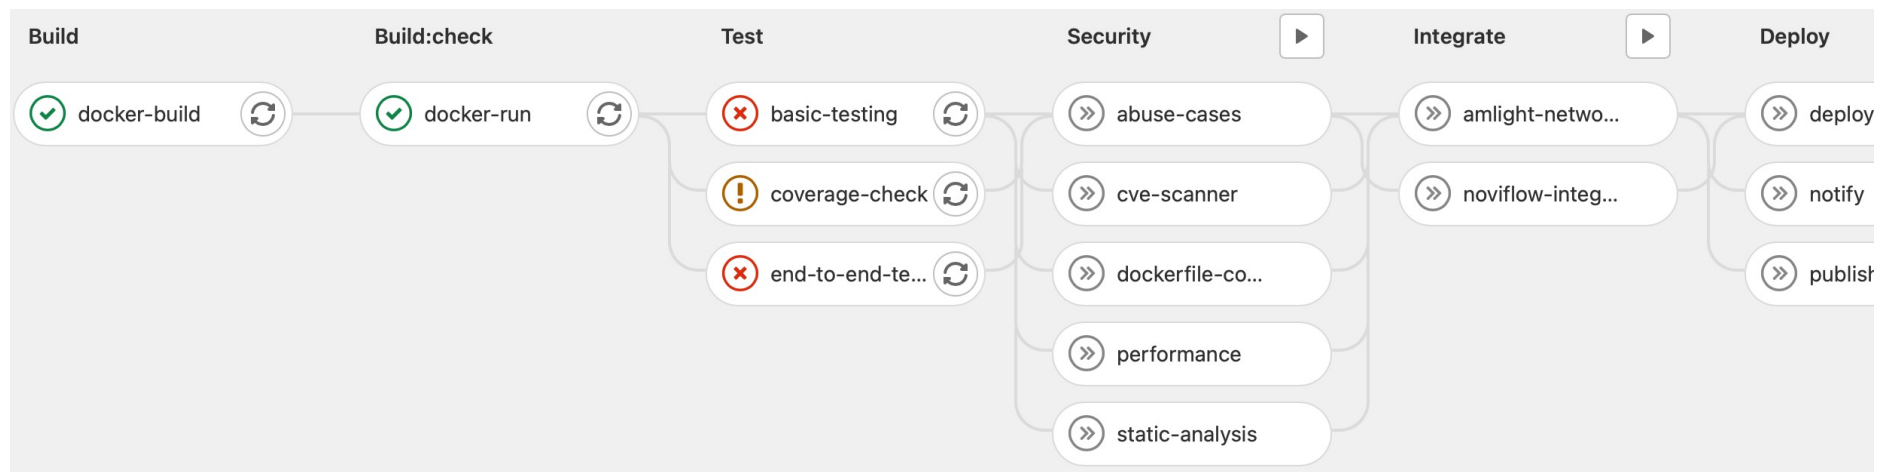 Build
docker-build
Build:check
docker-run
Test
basic-testing
coverage-check
end-to-end-te...
Security
abuse-cases
cve-scanner
dockerfile-co...
performance
static-analysis
Integrate
amlight-netwo...
noviflow-integ...
Deploy
deploy
notify
publish